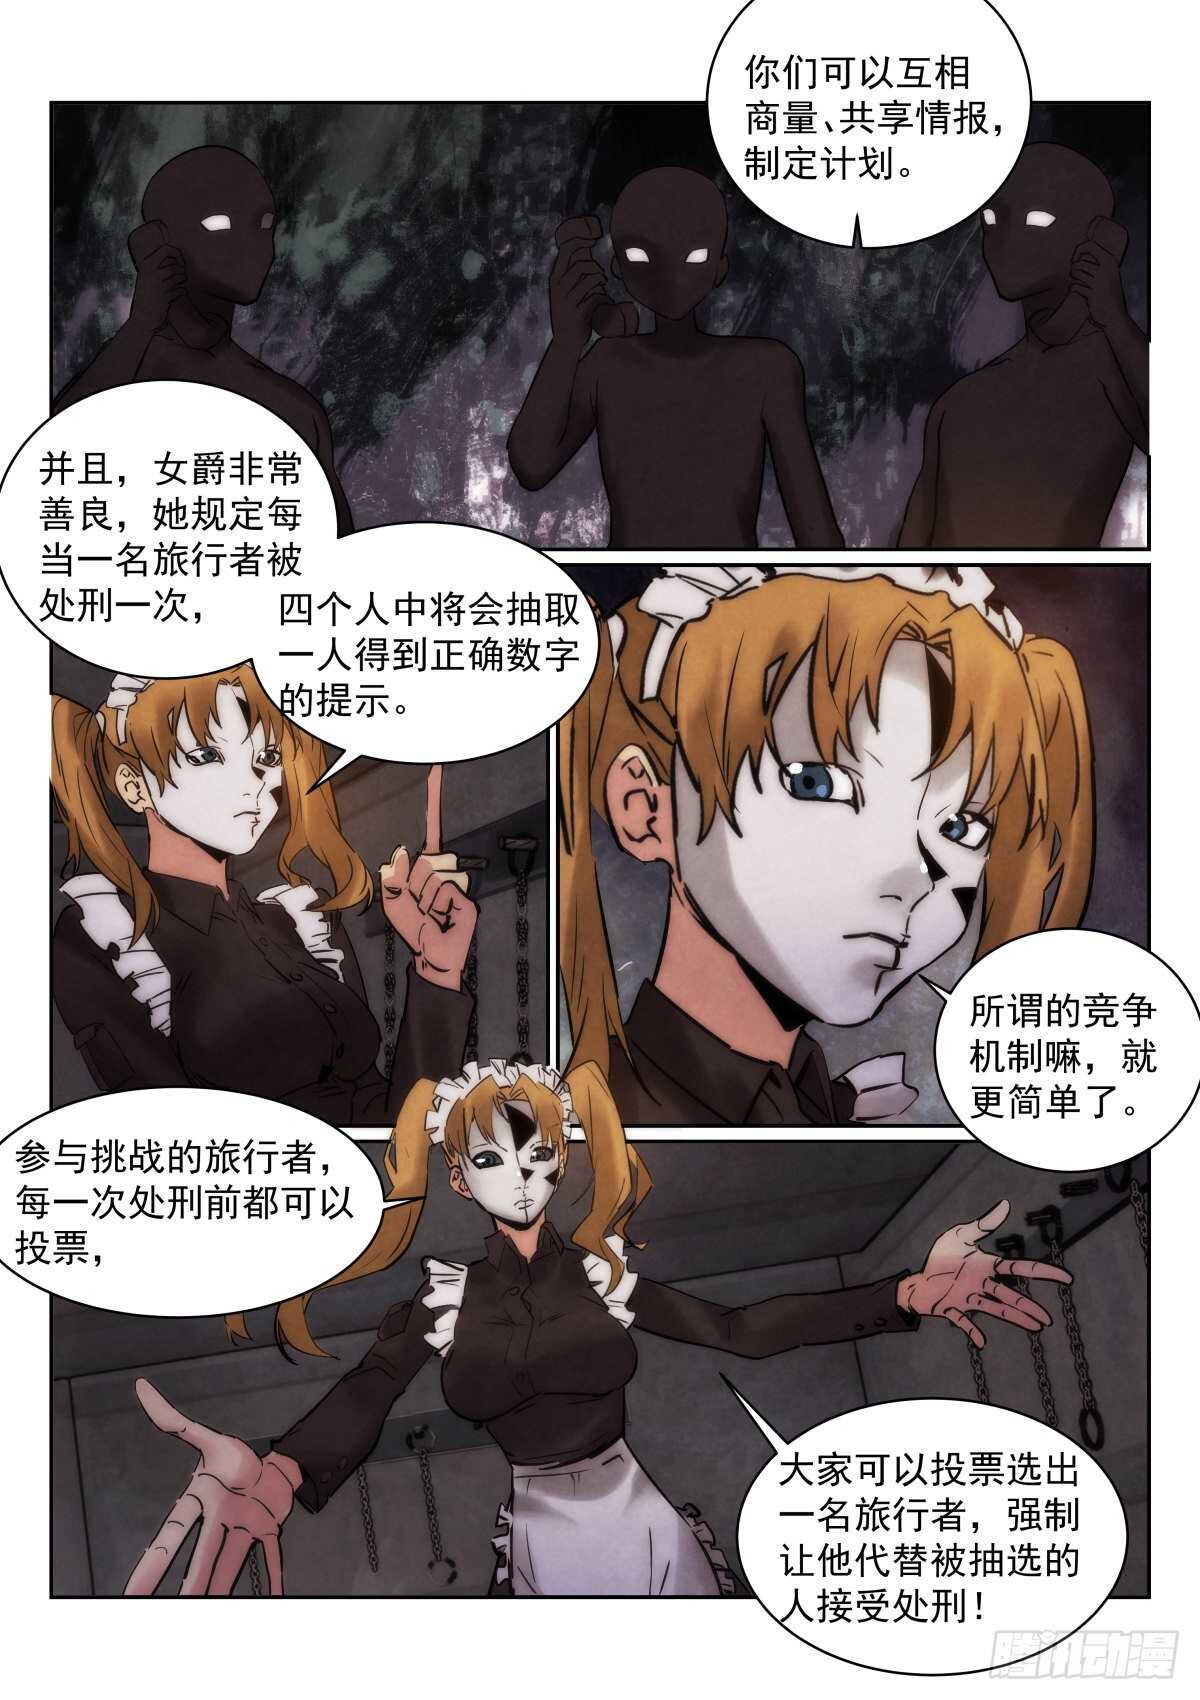 你们可以互相
商量、共享情报，
制定计划。
并且，女爵非常
善良，她规定每
当一名旅行者被
处刑一次，
四个人中将会抽取
一人得到正确数字
的提示。
所谓的竞争
机制嘛，就
更简单了。
参与挑战的旅行者，
每一次处刑前都可以
投票，
大家可以投票选出
一名旅行者，强制
让他代替被抽选的
人接受处刑！
腾讯动漫